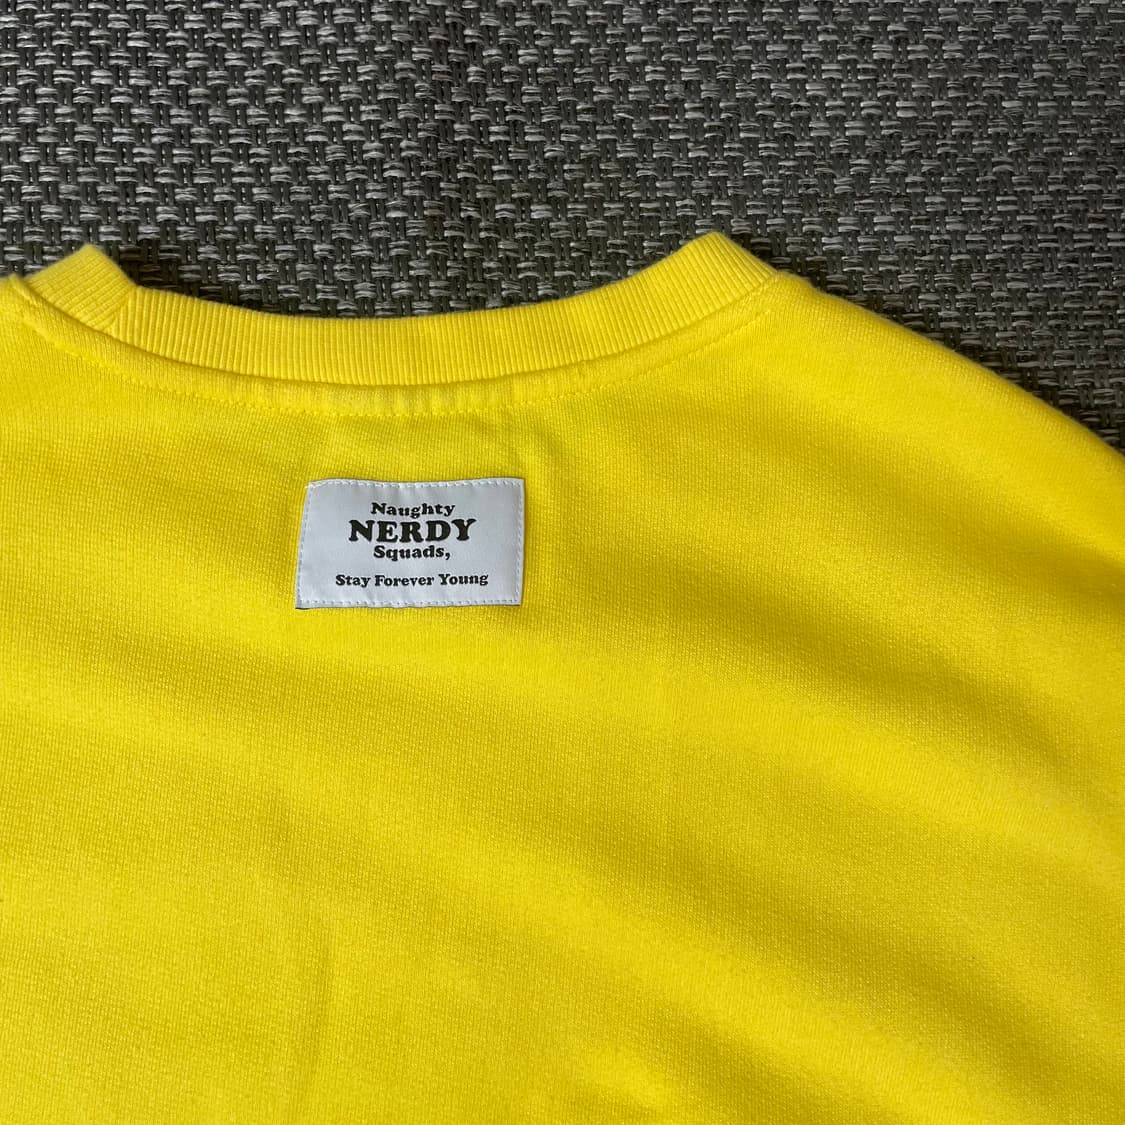 Naughty
NERDY
Squads,
Stay Forever Young